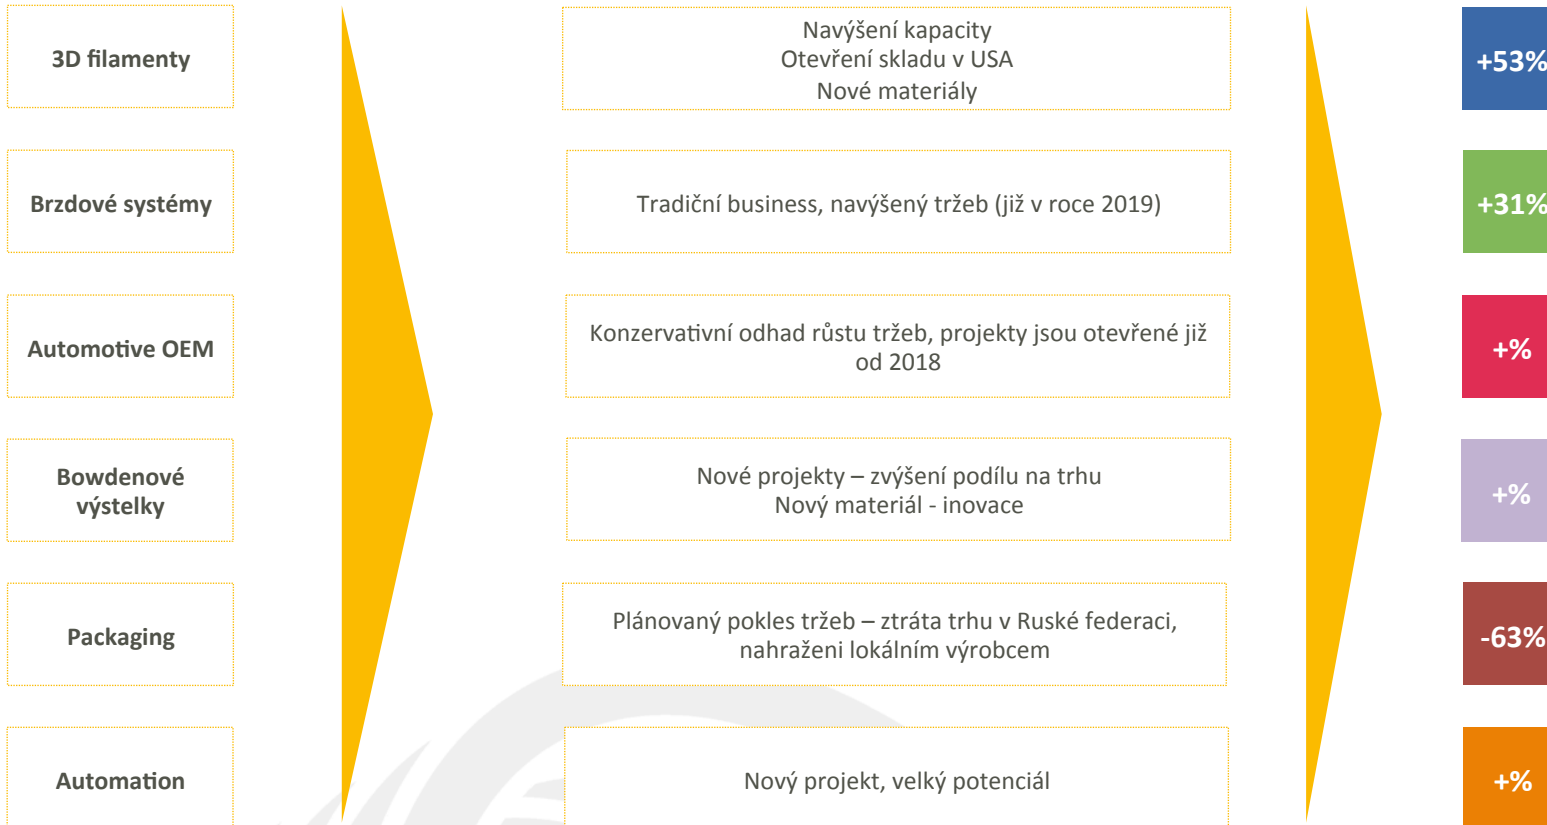 3D filamenty
Navýšení kapacity
Otevření skladu v USA
Nové materiály
+53%
Brzdové systémy
Tradiční business, navýšený tržeb (již v roce 2019)
+31%
Automotive OEM
Konzervativní odhad růstu tržeb, projekty jsou otevřené již
od 2018
+%
Bowdenové
výstelky
Nové projekty – zvýšení podílu na trhu
Nový materiál - inovace
+%
Packaging
Plánovaný pokles tržeb – ztráta trhu v Ruské federaci,
nahraženi lokálním výrobcem
-63%
Automation
Nový projekt, velký potenciál
+%